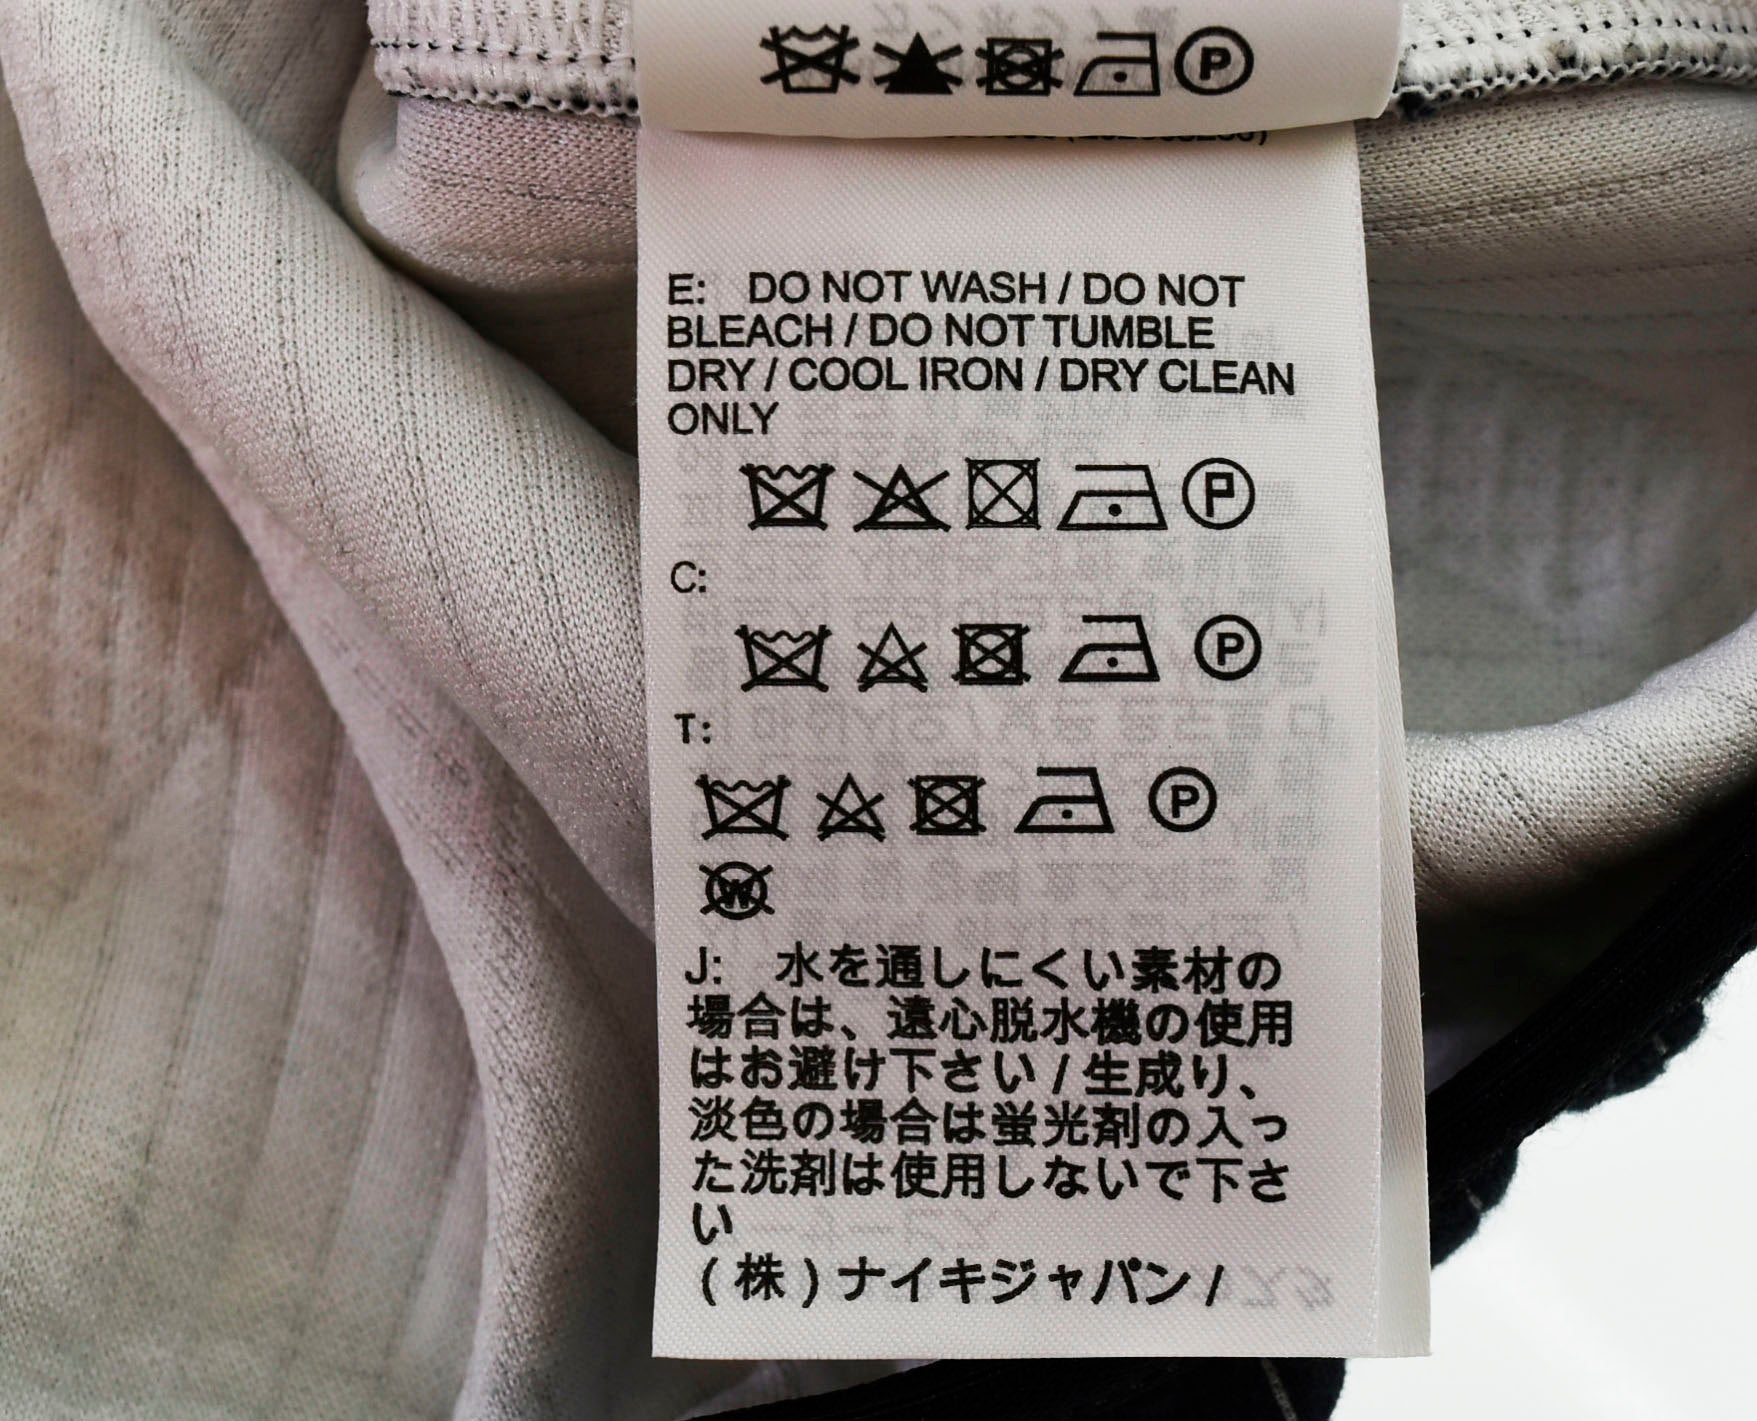 P
E: DO NOT WASH / DO NOT
BLEACH / DO NOT TUMBLE
DRY / COOL IRON / DRY CLEAN
ONLY
P
C:
P
T:
P
W
J: 水を通しにくい素材の
場合は、遠心脱水機の使用
はお避け下さい / 生成り、
淡色の場合は蛍光剤の入っ
た洗剤は使用しないで下さ
い
(株)ナイキジャパン /